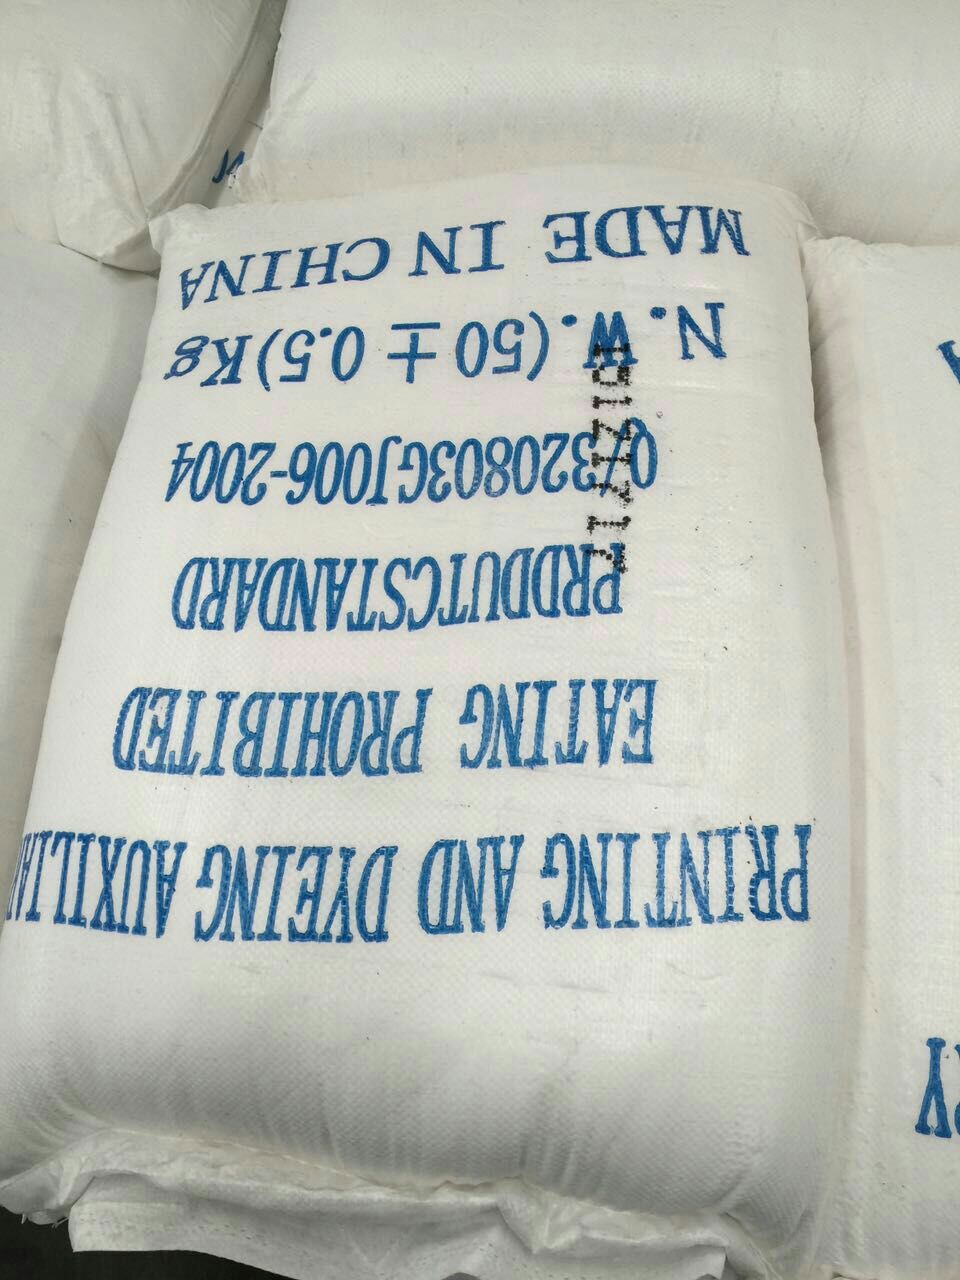 PRINTING AND DYEING AUXILIA
EATING PROHIBITED
PRDDUTCSTANDARD
Q/320803GJ006-2004
N.W.(50±0.5)Kg
MADE IN CHINA